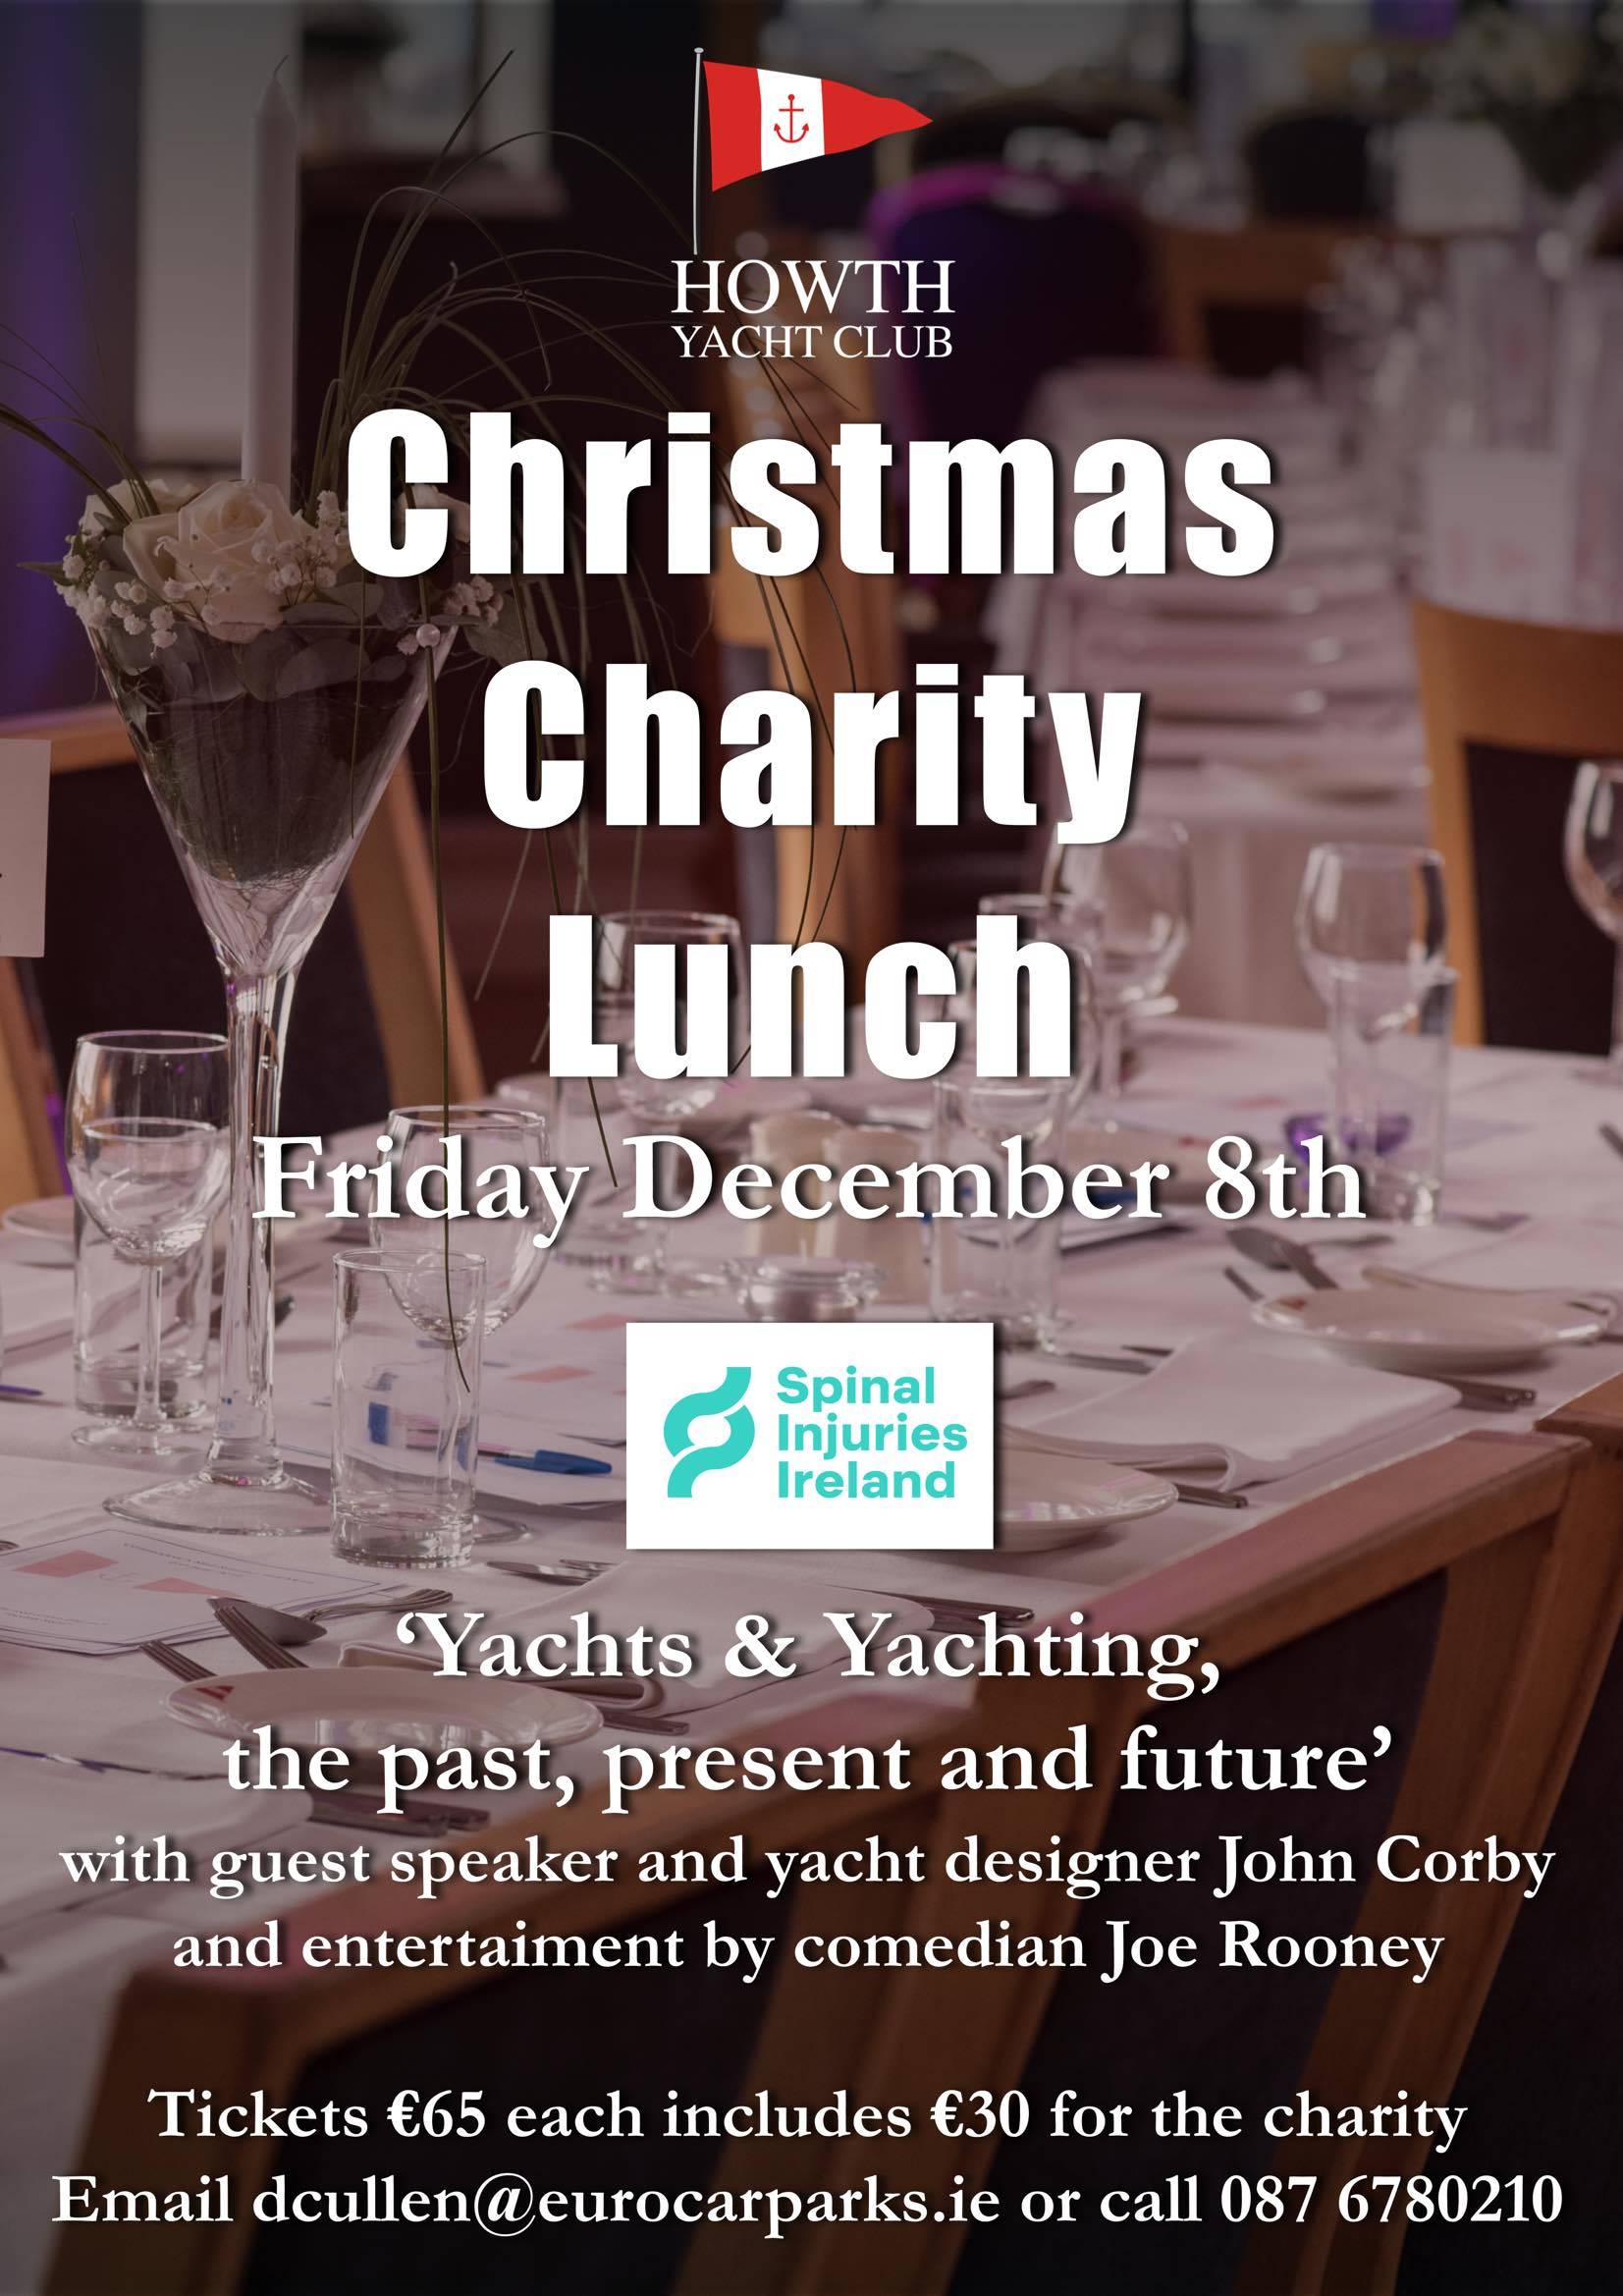 HOWTH
YACHT CLUB
Christmas
Charity
Lunch
Friday December 8th
Spinal
Injuries
Ireland
‘Yachts & Yachting,
the past, present and future’
with guest speaker and yacht designer John Corby
and entertaiment by comedian Joe Rooney
Tickets €65 each includes €30 for the charity
Email dcullen@eurocarparks.ie or call 087 6780210